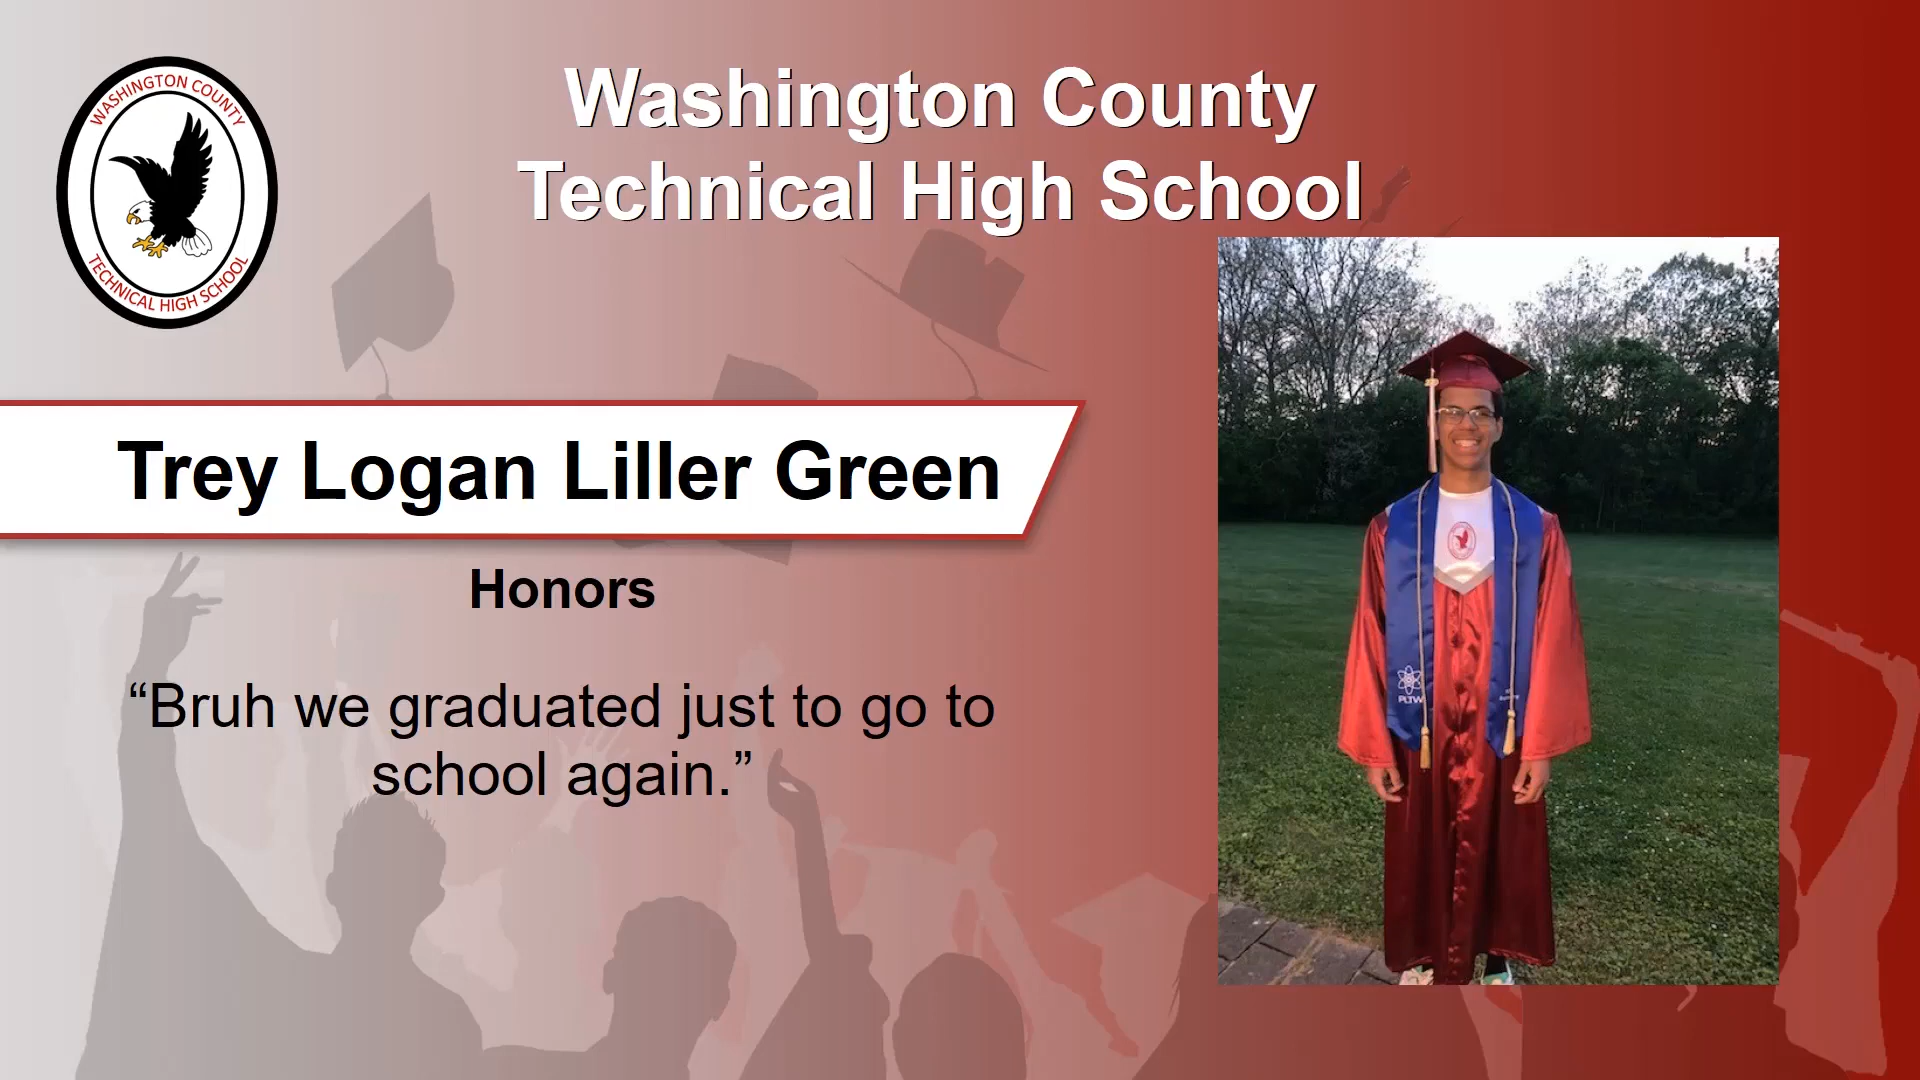 WASHINGTON COUNTY
TECHNICAL HIGH SCHOOL
Washington County
Technical High School
Trey Logan Liller Green
Honors
“Bruh we graduated just to go to
school again.”
PLTW